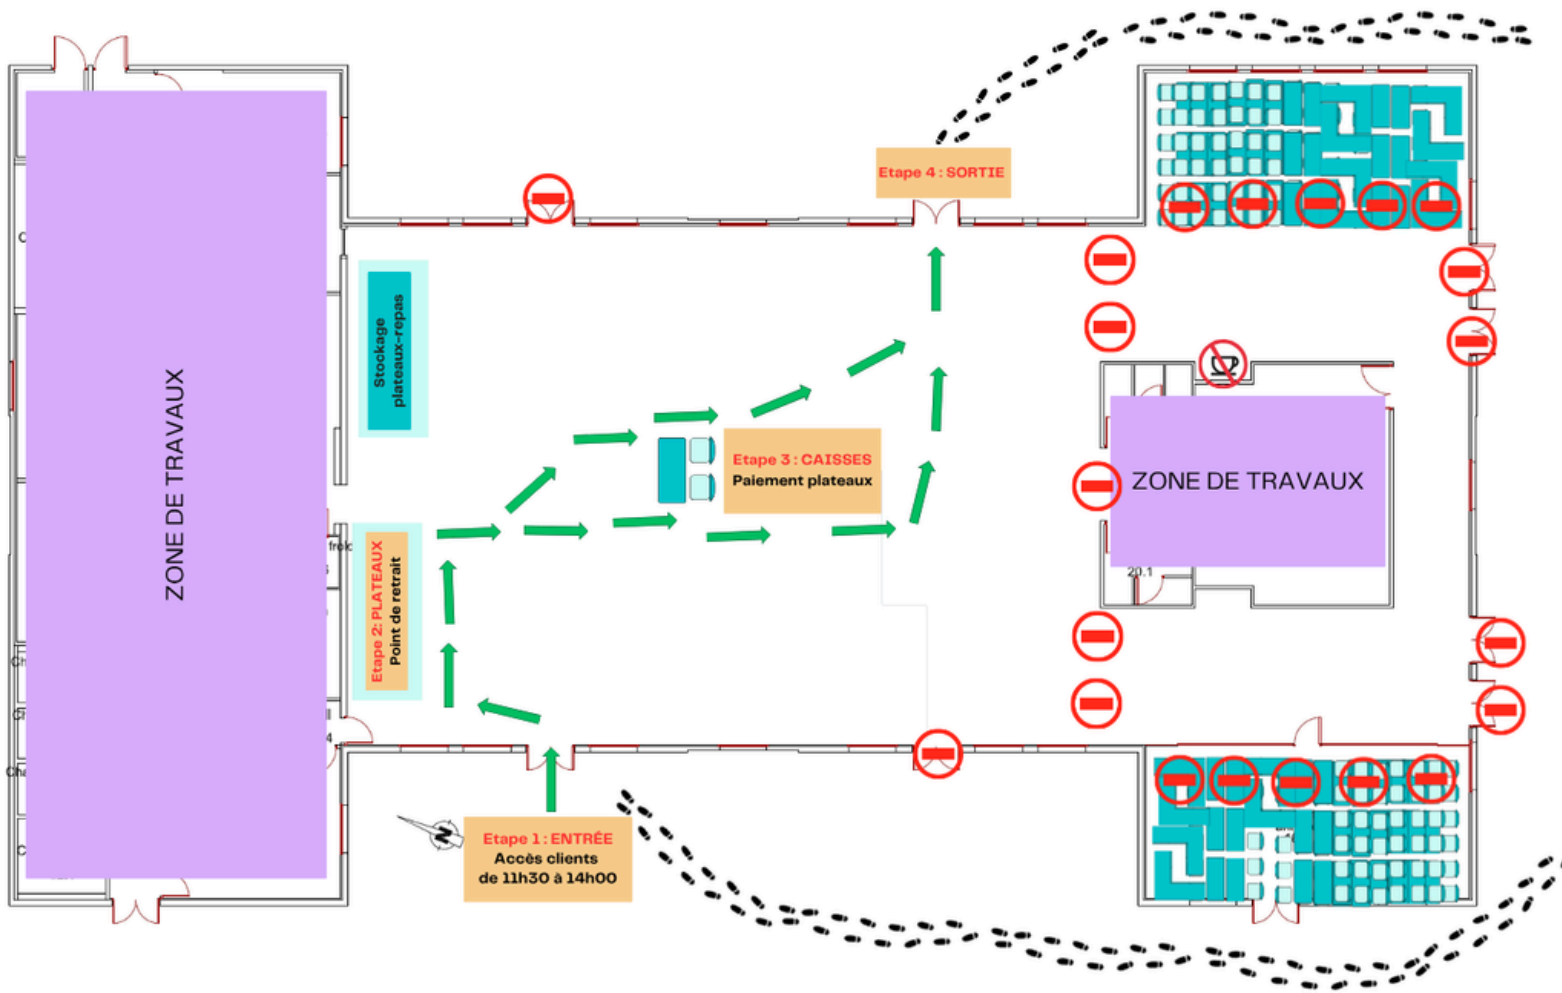 Etape 4 : SORTIE
Stockage
plateaux-repas
ZONE DE TRAVAUX
Etape 3 : CAISSES
Paiement plateaux
ZONE DE TRAVAUX
Etape 2: PLATEAUX
Point de retrait
20.1
N
Etape 1 : ENTRÉE
Accès clients
de 11h30 à 14h00